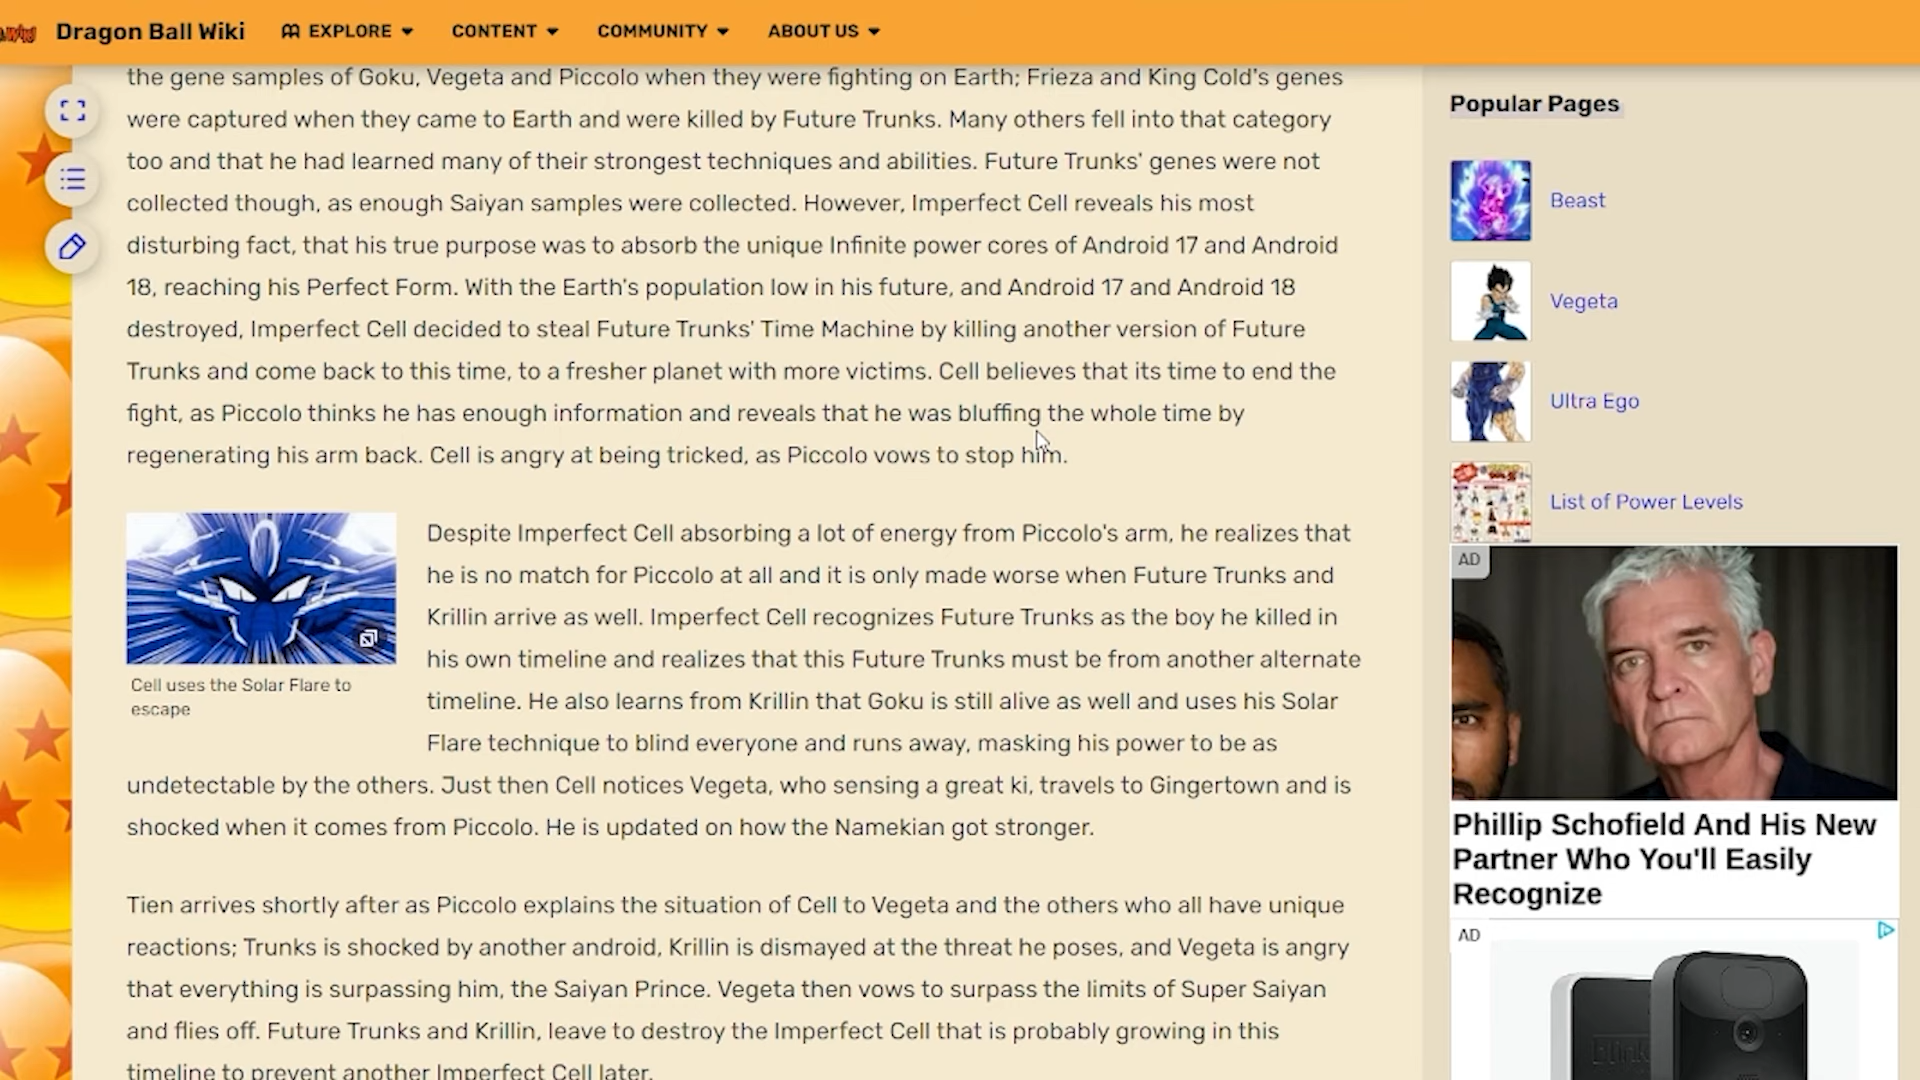 Dragon Ball Wiki
EXPLORE
CONTENT
COMMUNITY
ABOUT US
the gene samples of Goku, Vegeta and Piccolo when they were fighting on Earth; Frieza and King Cold's genes
were captured when they came to Earth and were killed by Future Trunks. Many others fell into that category
too and that he had learned many of their strongest techniques and abilities. Future Trunks' genes were not
collected though, as enough Saiyan samples were collected. However, Imperfect Cell reveals his most
disturbing fact, that his true purpose was to absorb the unique Infinite power cores of Android 17 and Android
18, reaching his Perfect Form. With the Earth's population low in his future, and Android 17 and Android 18
destroyed, Imperfect Cell decided to steal Future Trunks' Time Machine by killing another version of Future
Trunks and come back to this time, to a fresher planet with more victims. Cell believes that its time to end the
fight, as Piccolo thinks he has enough information and reveals that he was bluffing the whole time by
regenerating his arm back. Cell is angry at being tricked, as Piccolo vows to stop him.
Cell uses the Solar Flare to
escape
Despite Imperfect Cell absorbing a lot of energy from Piccolo's arm, he realizes that
he is no match for Piccolo at all and it is only made worse when Future Trunks and
Krillin arrive as well. Imperfect Cell recognizes Future Trunks as the boy he killed in
his own timeline and realizes that this Future Trunks must be from another alternate
timeline. He also learns from Krillin that Goku is still alive as well and uses his Solar
Flare technique to blind everyone and runs away, masking his power to be as
undetectable by the others. Just then Cell notices Vegeta, who sensing a great ki, travels to Gingertown and is
shocked when it comes from Piccolo. He is updated on how the Namekian got stronger.
Tien arrives shortly after as Piccolo explains the situation of Cell to Vegeta and the others who all have unique
reactions; Trunks is shocked by another android, Krillin is dismayed at the threat he poses, and Vegeta is angry
that everything is surpassing him, the Saiyan Prince. Vegeta then vows to surpass the limits of Super Saiyan
and flies off. Future Trunks and Krillin, leave to destroy the Imperfect Cell that is probably growing in this
timeline to prevent another Imperfect Cell later.
Popular Pages
Beast
Vegeta
Ultra Ego
List of Power Levels
AD
Phillip Schofield And His New
Partner Who You'll Easily
Recognize
AD